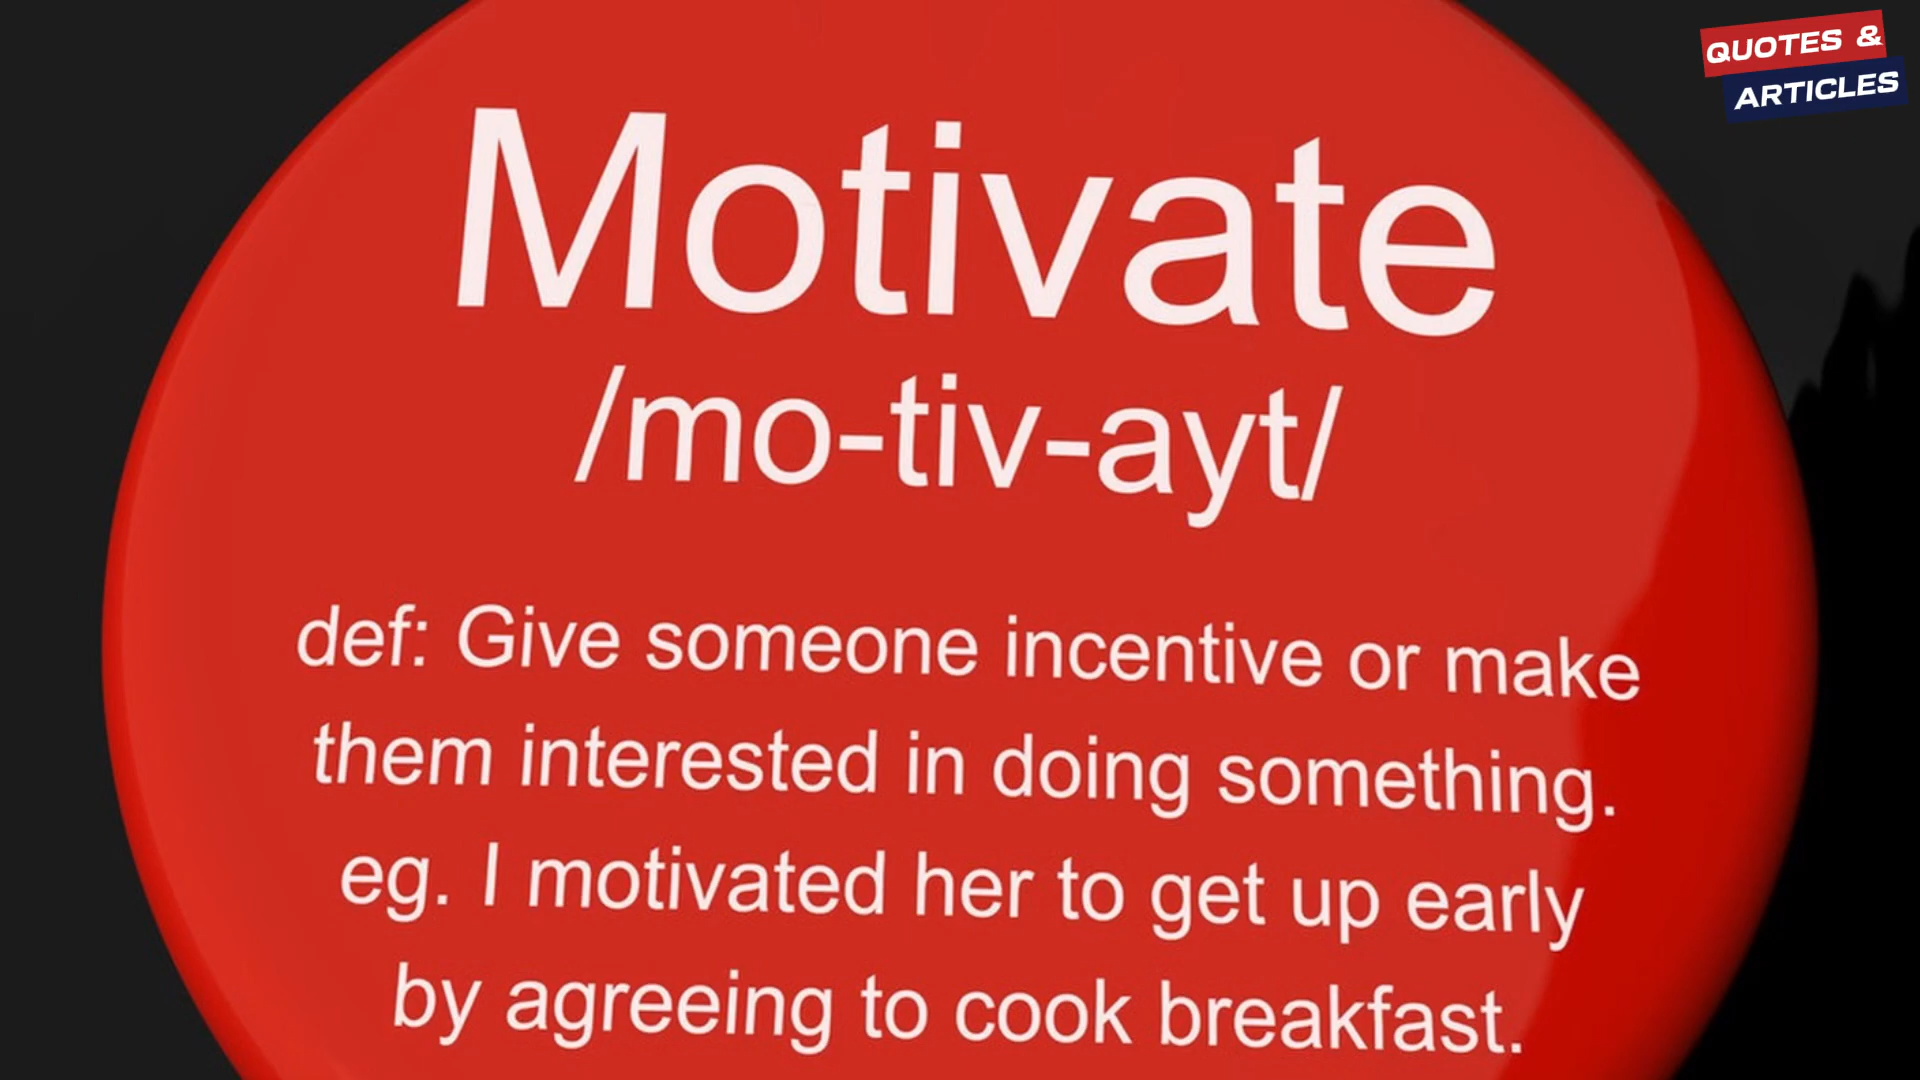 QUOTES &
ARTICLES
Motivate
/mo-tiv-ayt/
def: Give someone incentive or make
them interested in doing something.
eg. I motivated her to get up early
by agreeing to cook breakfast.